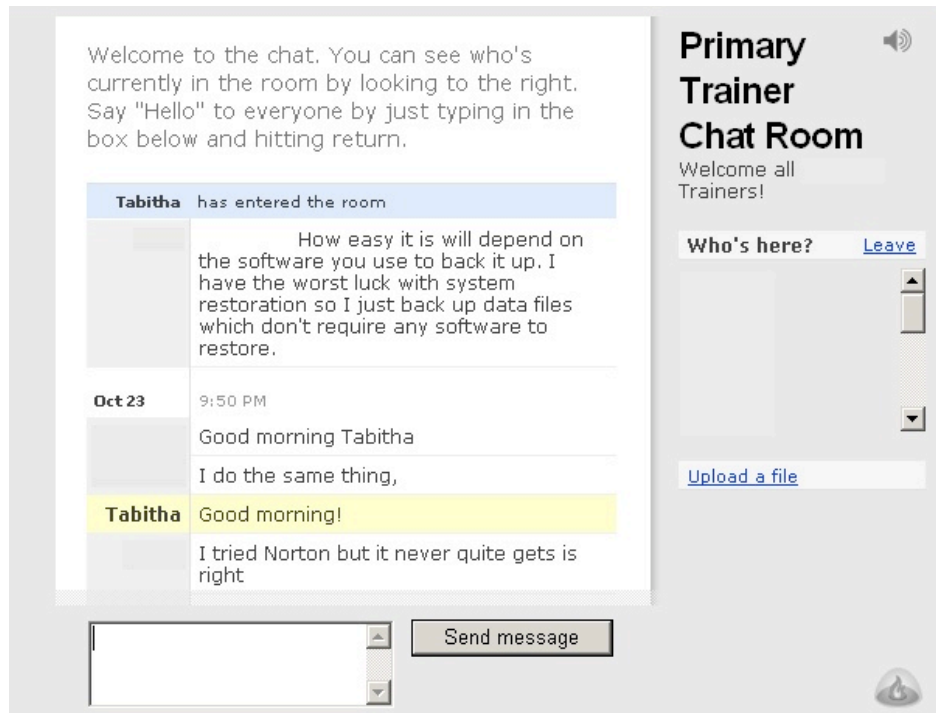 Welcome to the chat. You can see who's
currently in the room by looking to the right.
Say "Hello" to everyone by just typing in the
box below and hitting return.
Tabitha has entered the room
How easy it is will depend on
the software you use to back it up. I
have the worst luck with system
restoration so I just back up data files
which don't require any software to
restore.
Oct 23 9:50 PM
Good morning Tabitha
I do the same thing,
Tabitha Good morning!
I tried Norton but it never quite gets is
right
Send message
Primary
Trainer
Chat Room
Welcome all
Trainers!
Who's here? Leave
Upload a file